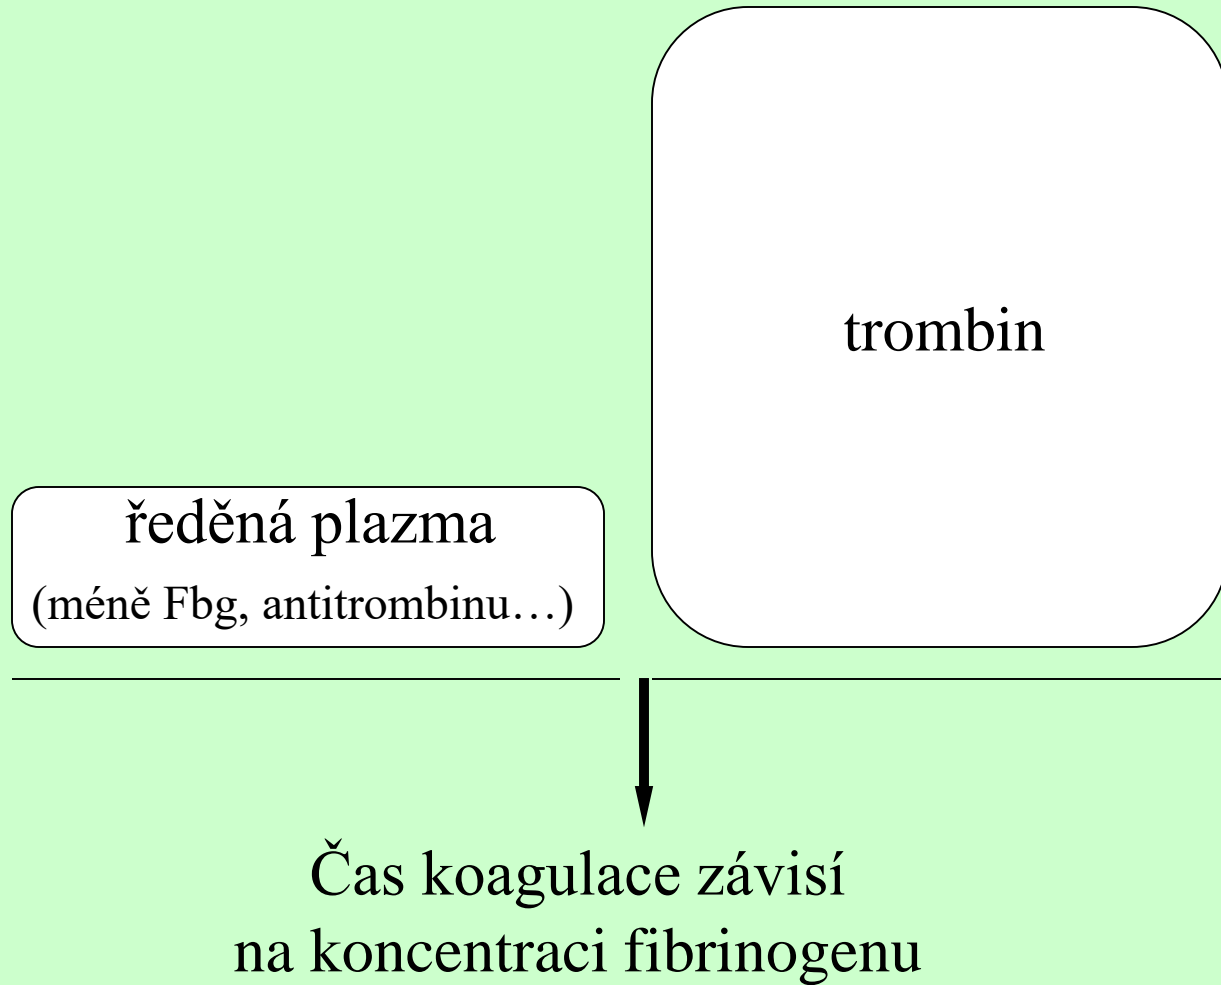 trombin
ředěná plazma
(méně Fbg, antitrombinu…)
Čas koagulace závisí
na koncentraci fibrinogenu